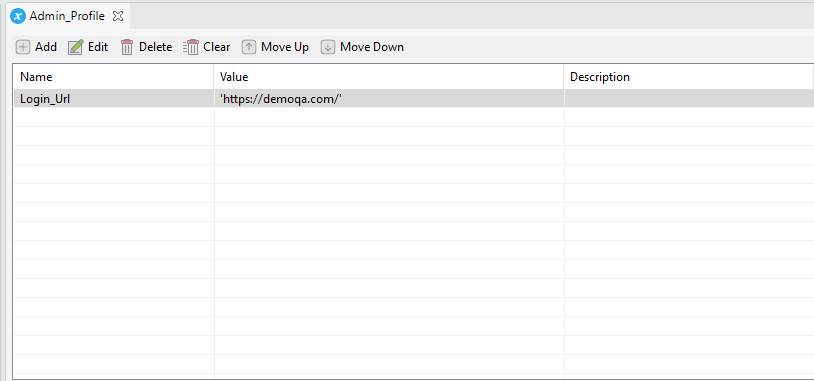 Admin_Profile
Add Edit Delete Clear Move Up Move Down
Name Value Description
Login_Url 'https://demoqa.com/'